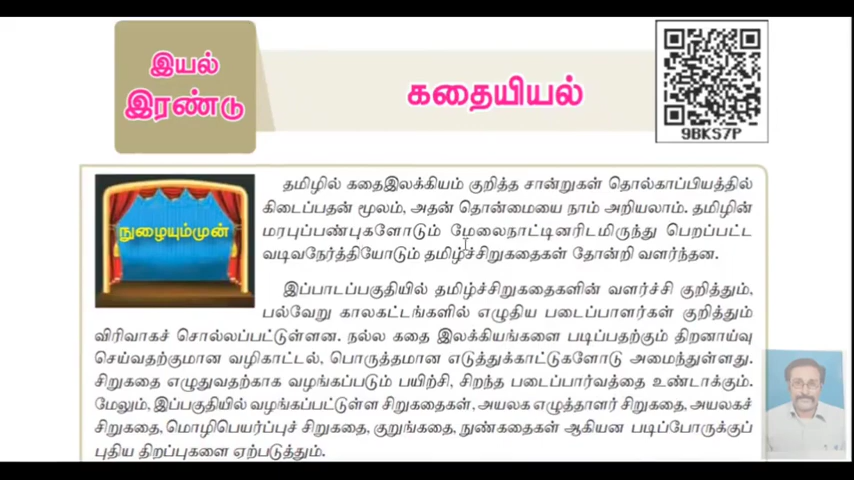 இயல்
இரண்டு
கதையியல்
9BKS7P
நுழையும்முன்
தமிழில் கதைஇலக்கியம் குறித்த சான்றுகள் தொல்காப்பியத்தில்
கிடைப்பதன் மூலம், அதன் தொன்மையை நாம் அறியலாம். தமிழின்
மரபுப்பண்புகளோடும் மேலைநாட்டினரிடமிருந்து பெறப்பட்ட
வடிவநேர்த்தியோடும் தமிழ்ச்சிறுகதைகள் தோன்றி வளர்ந்தன.
இப்பாடப்பகுதியில் தமிழ்ச்சிறுகதைகளின் வளர்ச்சி குறித்தும்,
பல்வேறு காலகட்டங்களில் எழுதிய படைப்பாளர்கள் குறித்தும்
விரிவாகச் சொல்லப்பட்டுள்ளன. நல்ல கதை இலக்கியங்களை படிப்பதற்கும் திறனாய்வு
செய்வதற்குமான வழிகாட்டல், பொருத்தமான எடுத்துக்காட்டுகளோடு அமைந்துள்ளது.
சிறுகதை எழுதுவதற்காக வழங்கப்படும் பயிற்சி, சிறந்த படைப்பார்வத்தை உண்டாக்கும்.
மேலும், இப்பகுதியில் வழங்கப்பட்டுள்ள சிறுகதைகள், அயலக எழுத்தாளர் சிறுகதை, அயலகச்
சிறுகதை, மொழிபெயர்ப்புச் சிறுகதை, குறுங்கதை, நுண்கதைகள் ஆகியன படிப்போருக்குப்
புதிய திறப்புகளை ஏற்படுத்தும்.